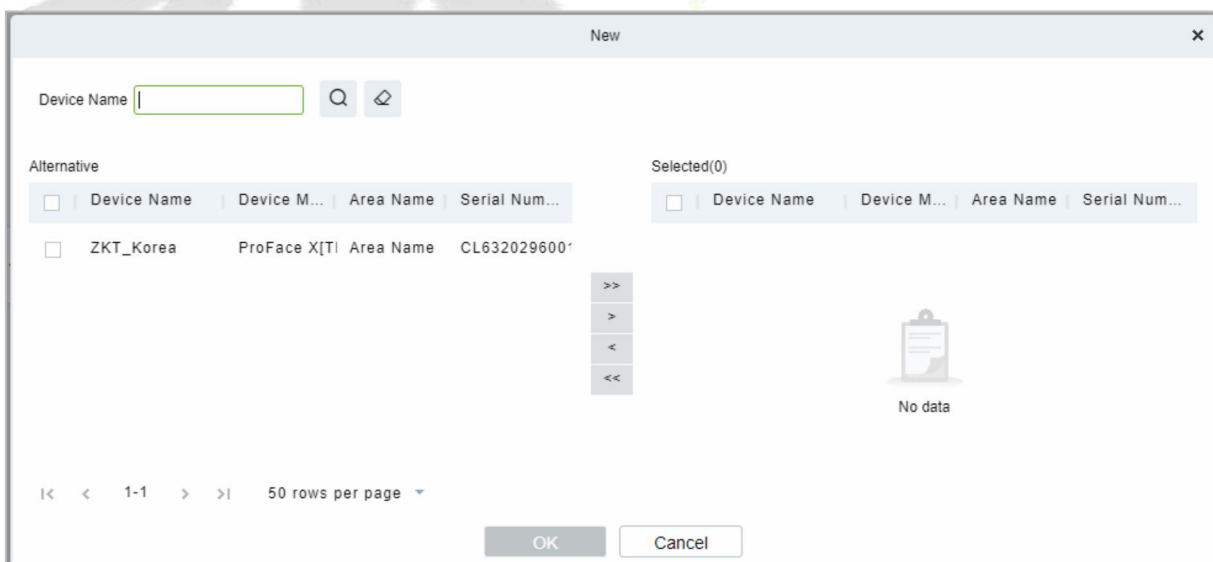 New
Device Name
Alternative
Selected(0)
Device Name Device M... Area Name Serial Num...
Device Name Device M... Area Name Serial Num...
ZKT_Korea ProFace X[T Area Name CL632029600
>>
>
<
<<
No data
1-1
50 rows per page
OK Cancel